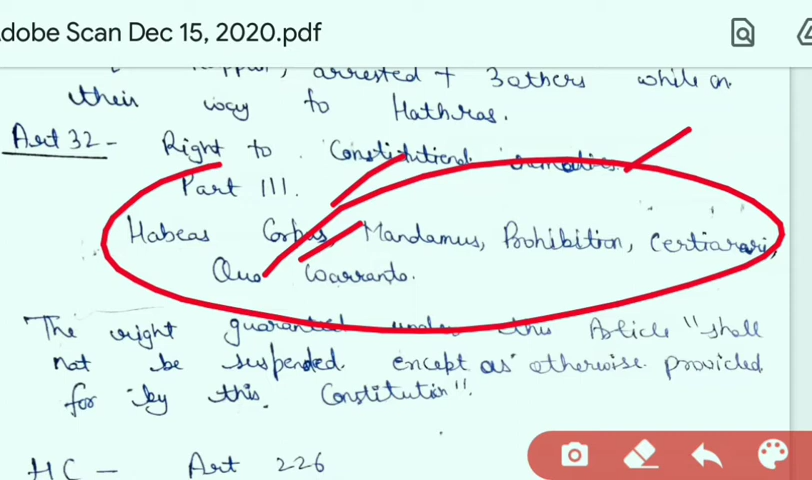 dobe Scan Dec 15, 2020.pdf
arrested + 3 others while on
their way to Hathras.
Art 32 - Right to Constitutional remedies.
Part III.
Habeas Corpus Mandamus, Prohibition, Certiarari,
Quo Warranto.
The right guaranteed under this Article "shall
not be suspended except as otherwise provided
for by this Constitution".
HC - Art 226